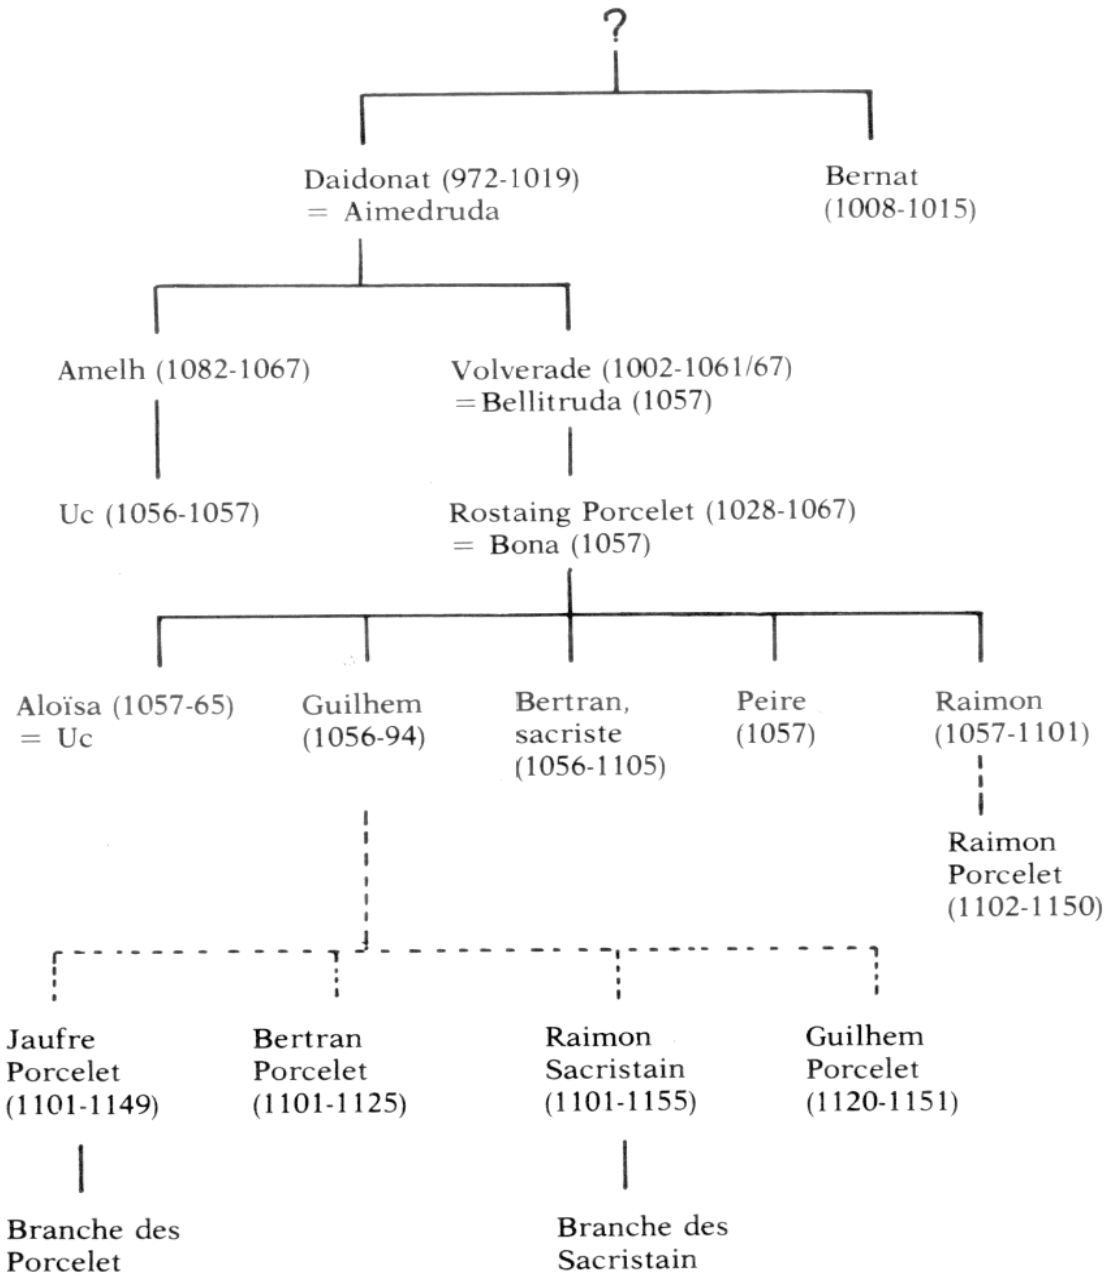 ?
Daidonat (972-1019)
= Aimedruda
Bernat
(1008-1015)
Amelh (1082-1067)
Volverade (1002-1061/67)
=Bellitruda (1057)
Uc (1056-1057)
Rostaing Porcelet (1028-1067)
= Bona (1057)
Aloïsa (1057-65)
= Uc
Guilhem
(1056-94)
Bertran,
sacriste
(1056-1105)
Peire
(1057)
Raimon
(1057-1101)
Raimon
Porcelet
(1102-1150)
Jaufre
Porcelet
(1101-1149)
Bertran
Porcelet
(1101-1125)
Raimon
Sacristain
(1101-1155)
Guilhem
Porcelet
(1120-1151)
Branche des
Porcelet
Branche des
Sacristain